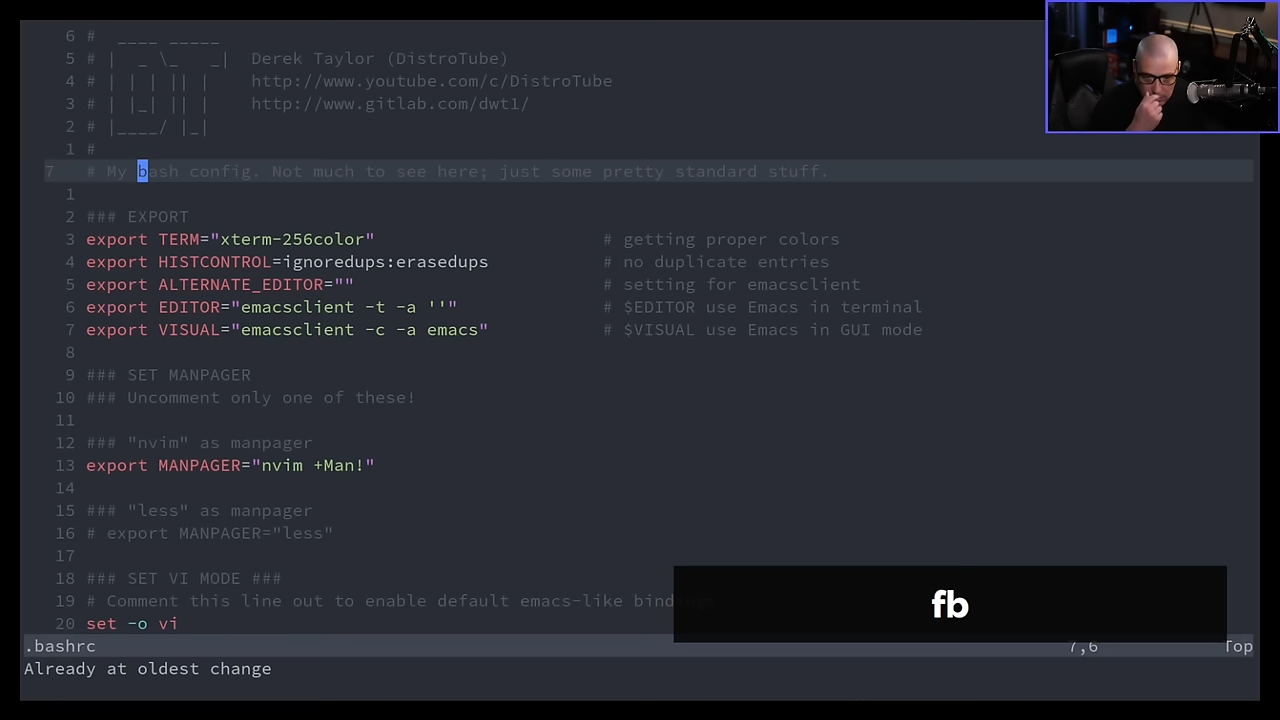 6 #  ____ _____
5 # |  _ \_   _|  Derek Taylor (DistroTube)
4 # | | | || |    http://www.youtube.com/c/DistroTube
3 # | |_| || |    http://www.gitlab.com/dwt1/
2 # |____/ |_|
1 #
7 # My bash config. Not much to see here; just some pretty standard stuff.
1
2 ### EXPORT
3 export TERM="xterm-256color" # getting proper colors
4 export HISTCONTROL=ignoredups:erasedups # no duplicate entries
5 export ALTERNATE_EDITOR="" # setting for emacsclient
6 export EDITOR="emacsclient -t -a ''" # $EDITOR use Emacs in terminal
7 export VISUAL="emacsclient -c -a emacs" # $VISUAL use Emacs in GUI mode
8
9 ### SET MANPAGER
10 ### Uncomment only one of these!
11
12 ### "nvim" as manpager
13 export MANPAGER="nvim +Man!"
14
15 ### "less" as manpager
16 # export MANPAGER="less"
17
18 ### SET VI MODE ###
19 # Comment this line out to enable default emacs-like bindings
20 set -o vi
fb
.bashrc 7,6 Top
Already at oldest change